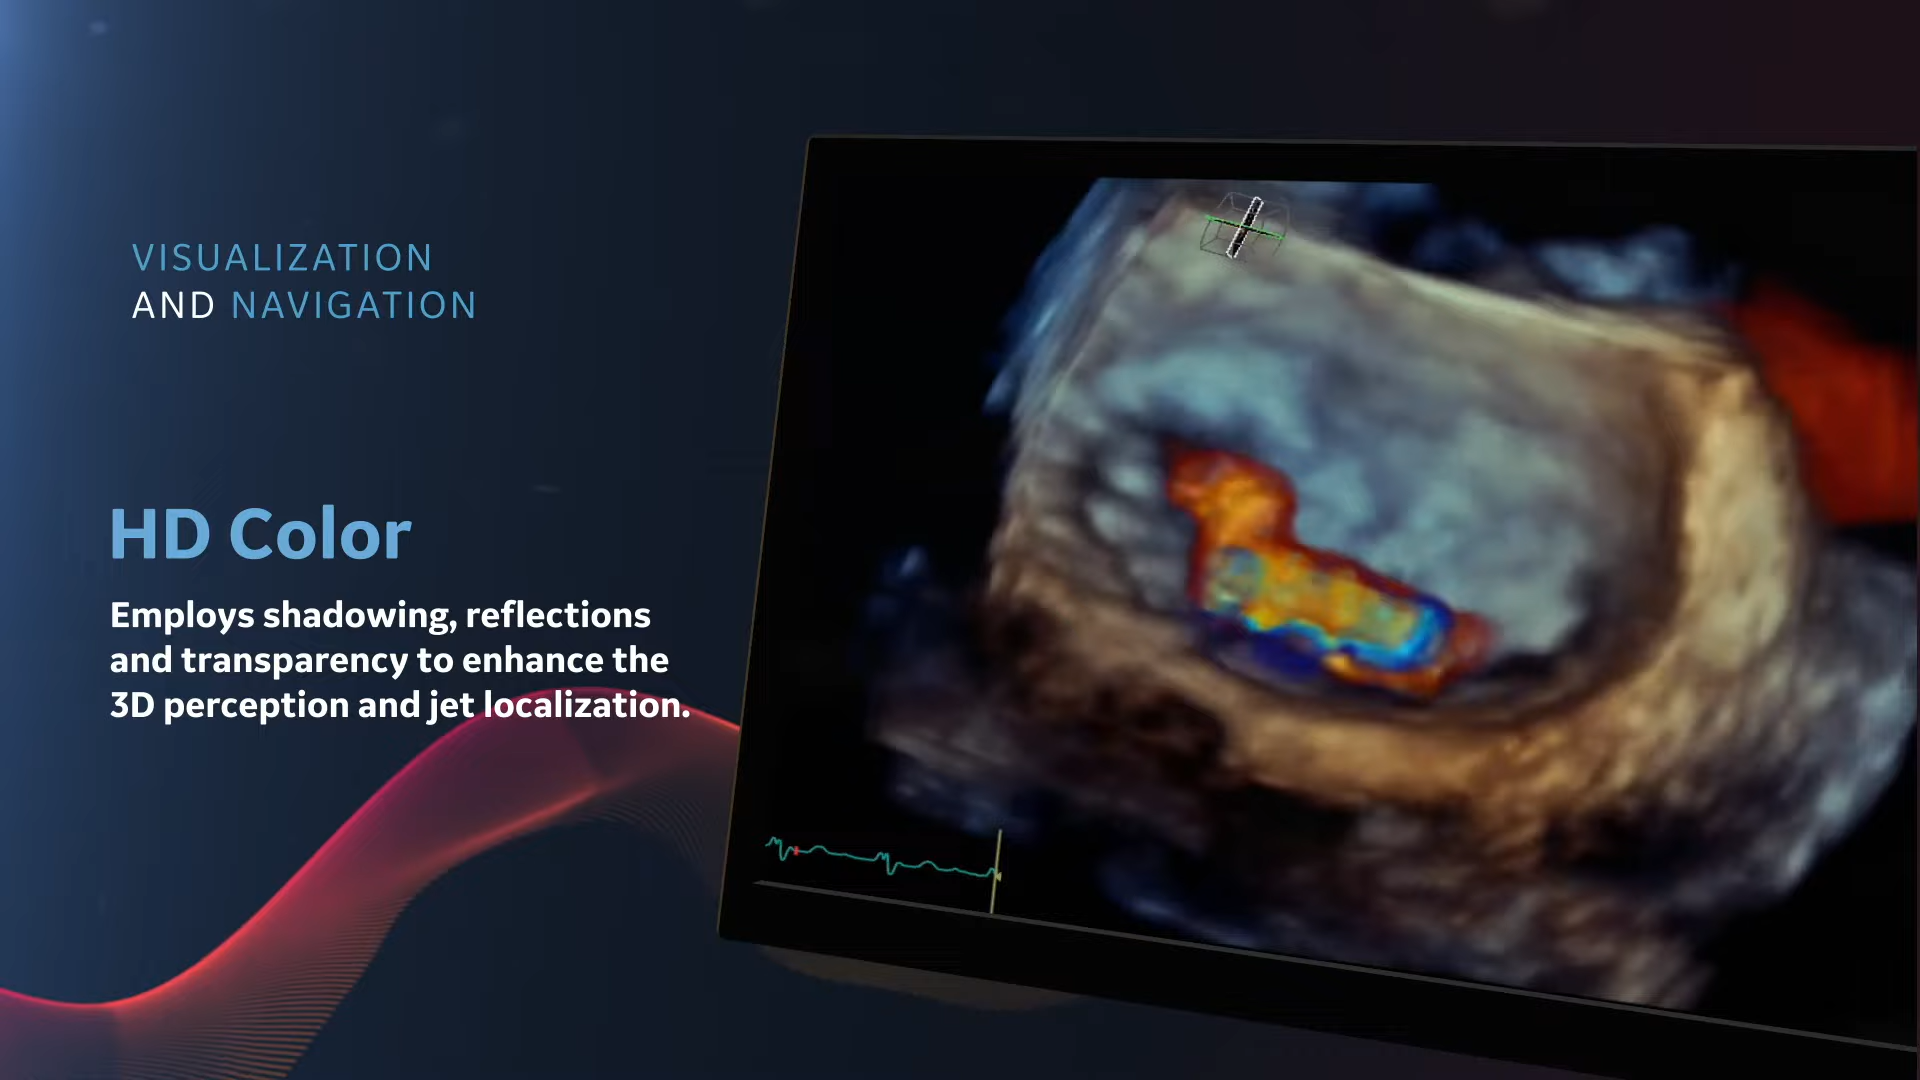 VISUALIZATION
AND NAVIGATION
HD Color
Employs shadowing, reflections
and transparency to enhance the
3D perception and jet localization.